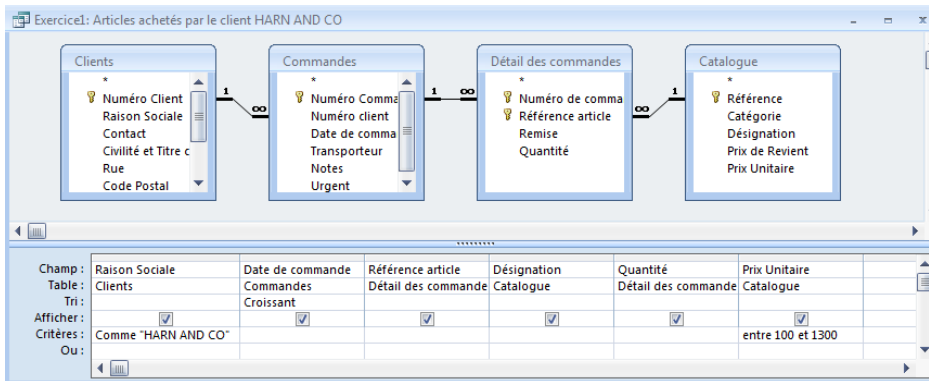 Exercice1: Articles achetés par le client HARN AND CO
Clients
*
Numéro Client
Raison Sociale
Contact
Civilité et Titre c
Rue
Code Postal
1
∞
Commandes
*
Numéro Comma
Numéro client
Date de comma
Transporteur
Notes
Urgent
1
∞
Détail des commandes
*
Numéro de comma
Référence article
Remise
Quantité
∞
1
Catalogue
*
Référence
Catégorie
Désignation
Prix de Revient
Prix Unitaire
Champ : Raison Sociale Date de commande Référence article Désignation Quantité Prix Unitaire
Table : Clients Commandes Détail des commande Catalogue Détail des commande Catalogue
Tri : Croissant
Afficher :
Critères : Comme "HARN AND CO" entre 100 et 1300
Ou :